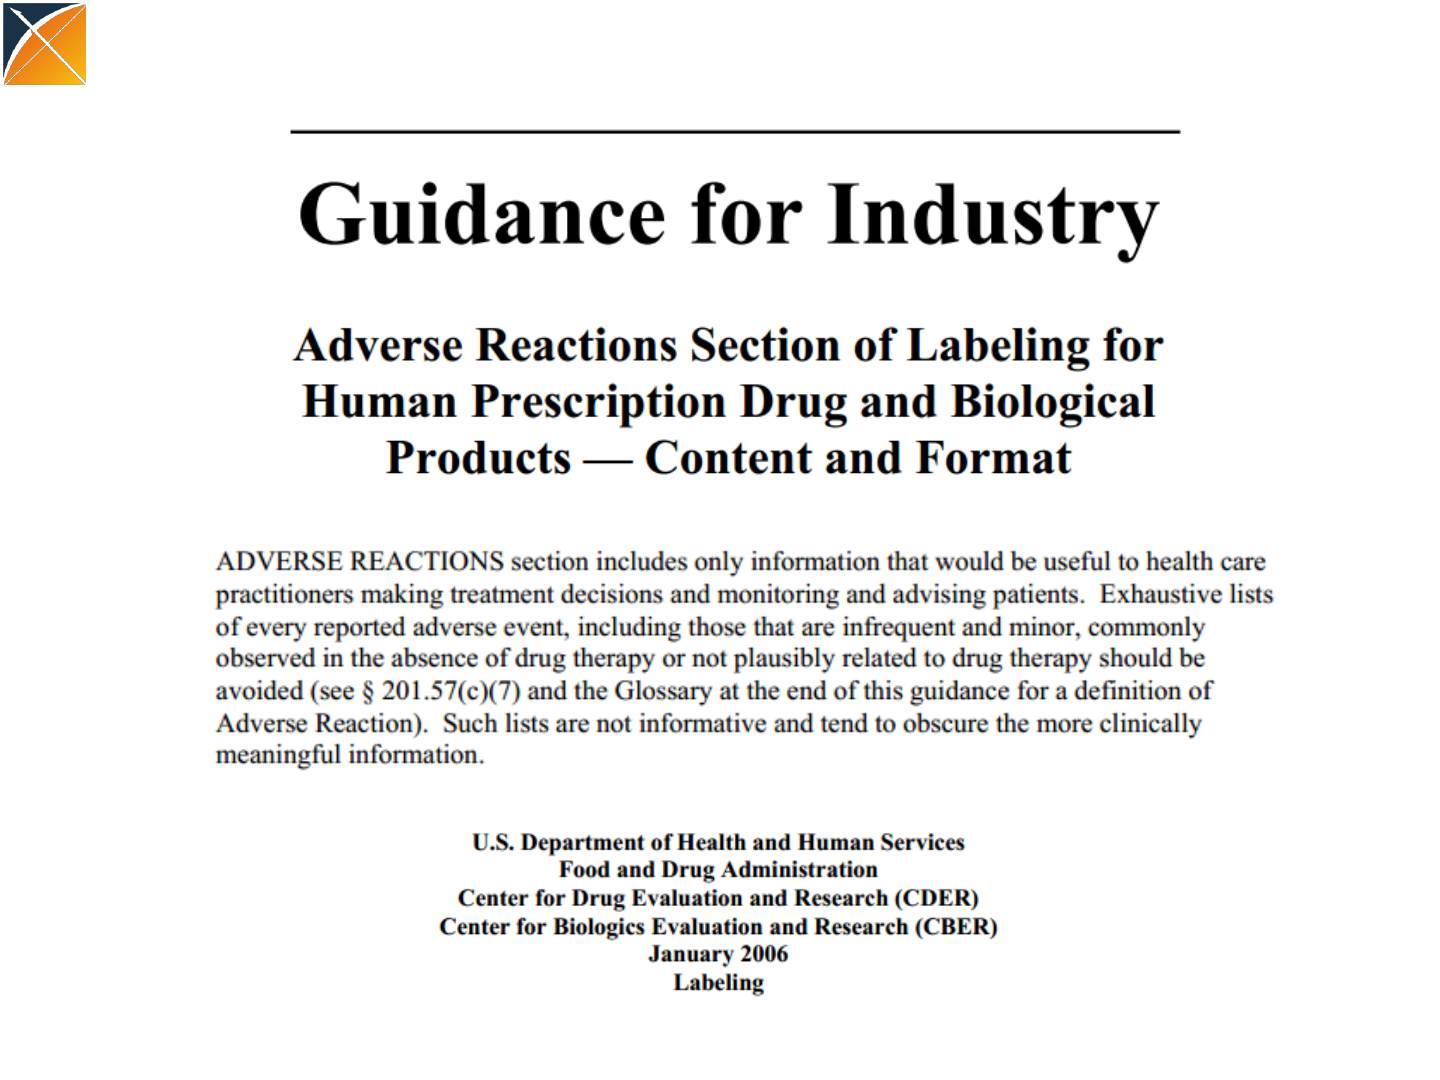 Guidance for Industry
Adverse Reactions Section of Labeling for
Human Prescription Drug and Biological
Products — Content and Format
ADVERSE REACTIONS section includes only information that would be useful to health care
practitioners making treatment decisions and monitoring and advising patients.  Exhaustive lists
of every reported adverse event, including those that are infrequent and minor, commonly
observed in the absence of drug therapy or not plausibly related to drug therapy should be
avoided (see § 201.57(c)(7) and the Glossary at the end of this guidance for a definition of
Adverse Reaction).  Such lists are not informative and tend to obscure the more clinically
meaningful information.
U.S. Department of Health and Human Services
Food and Drug Administration
Center for Drug Evaluation and Research (CDER)
Center for Biologics Evaluation and Research (CBER)
January 2006
Labeling